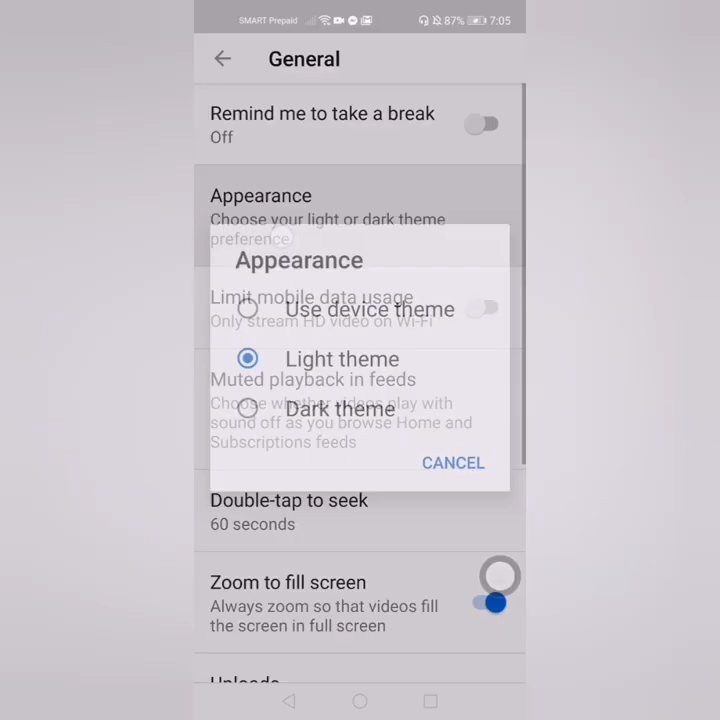 SMART Prepaid
87%
7:05
General
Remind me to take a break
Off
Appearance
Choose your light or dark theme
preference
Appearance
Limit mobile data usage
Use device theme
Only stream HD video on Wi-Fi
Light theme
Muted playback in feeds
Choose whether videos play with
Dark theme
sound off as you browse Home and
Subscriptions feeds
CANCEL
Double-tap to seek
60 seconds
Zoom to fill screen
Always zoom so that videos fill
the screen in full screen
Uploads